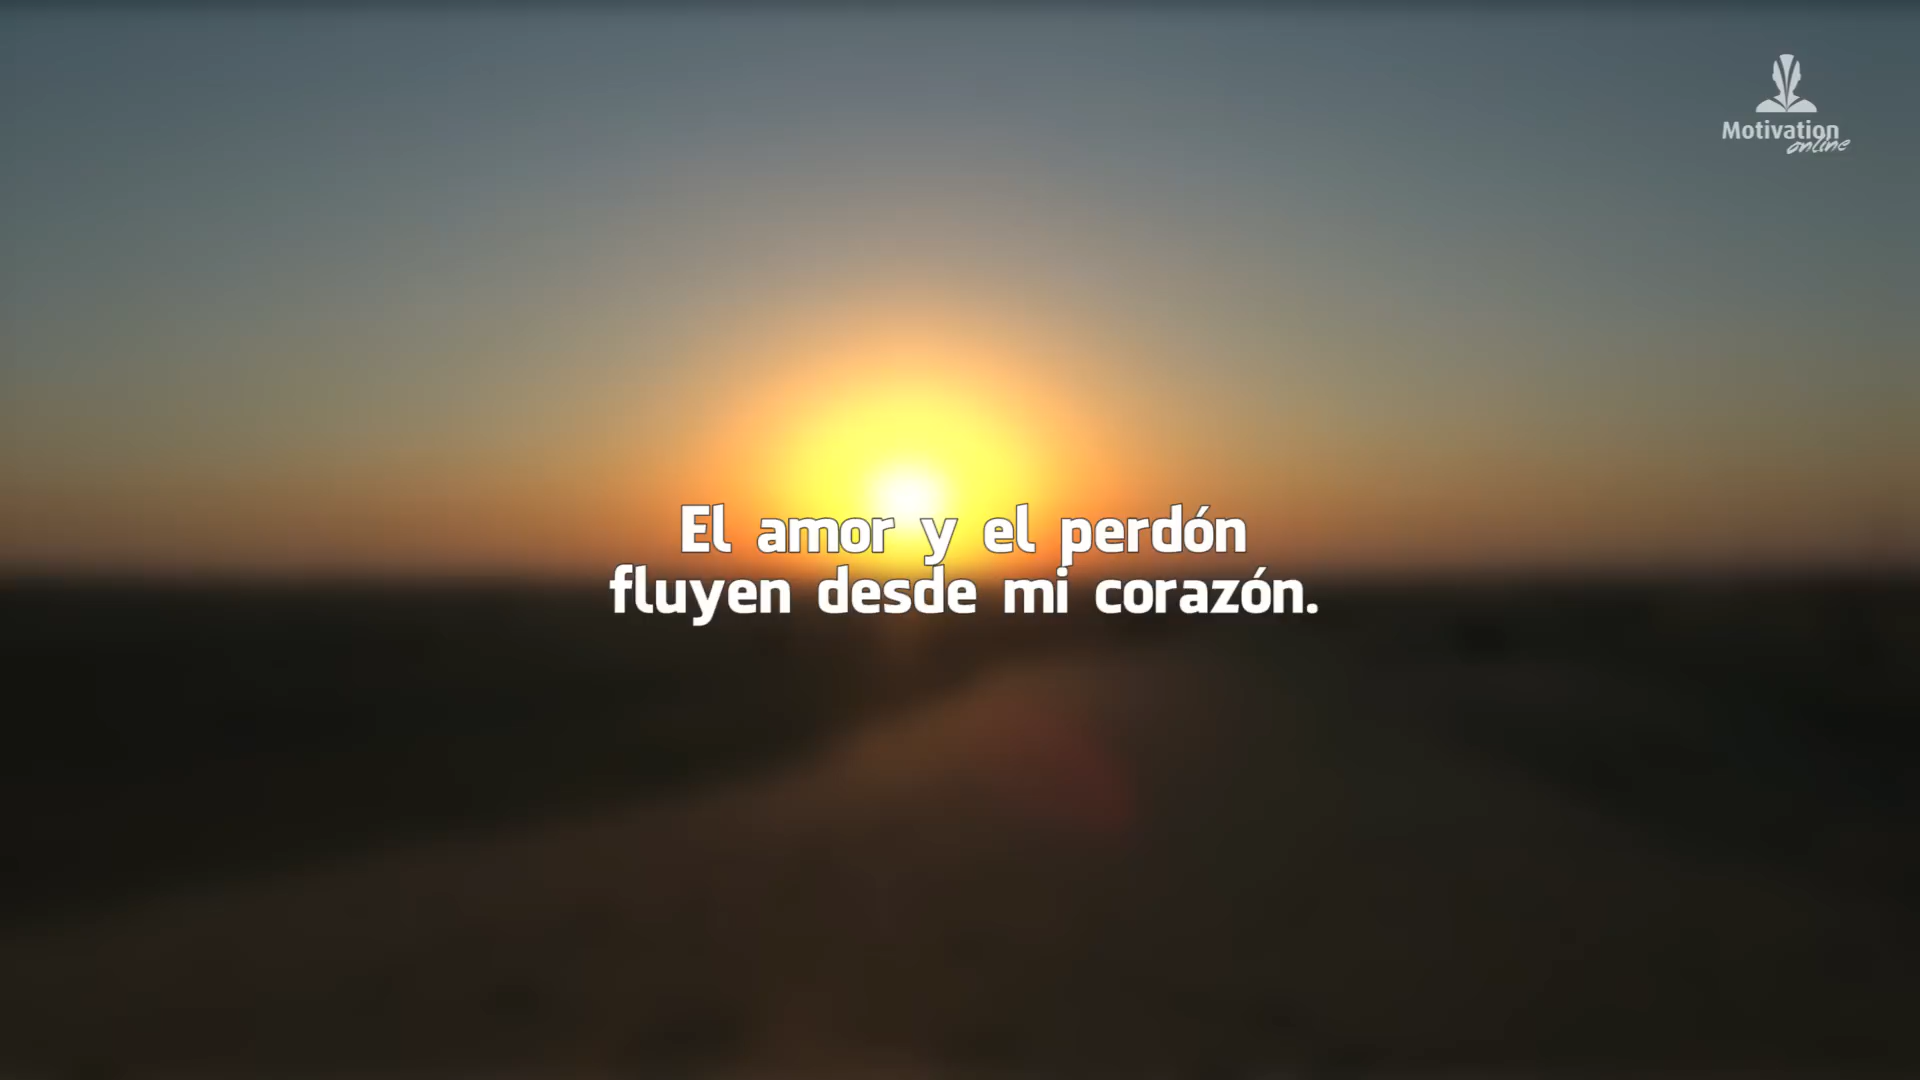 Motivation
online
El amor y el perdón
fluyen desde mi corazón.